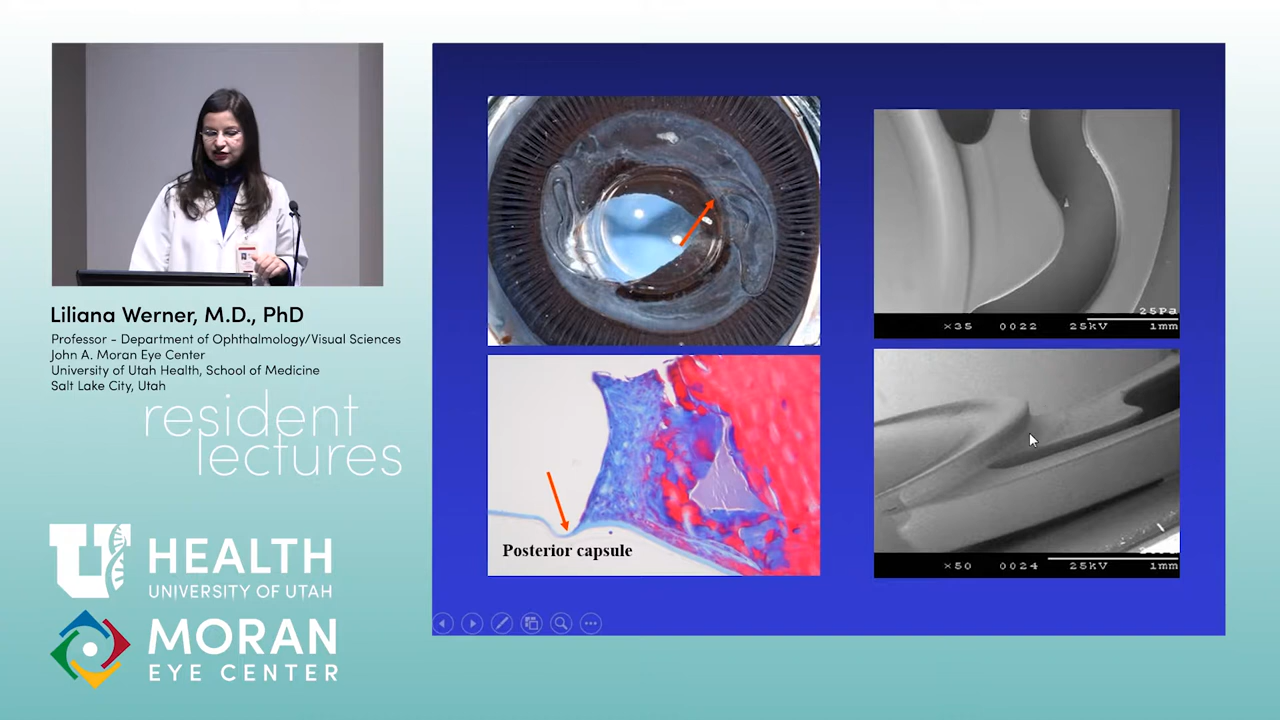 Liliana Werner, M.D., PhD
Professor - Department of Ophthalmology/Visual Sciences
John A. Moran Eye Center
University of Utah Health, School of Medicine
Salt Lake City, Utah
resident
lectures
U HEALTH
UNIVERSITY OF UTAH
MORAN
EYE CENTER
Posterior capsule
25Pa
×35 0022 25kV 1mm
×50 0024 25kV 1mm